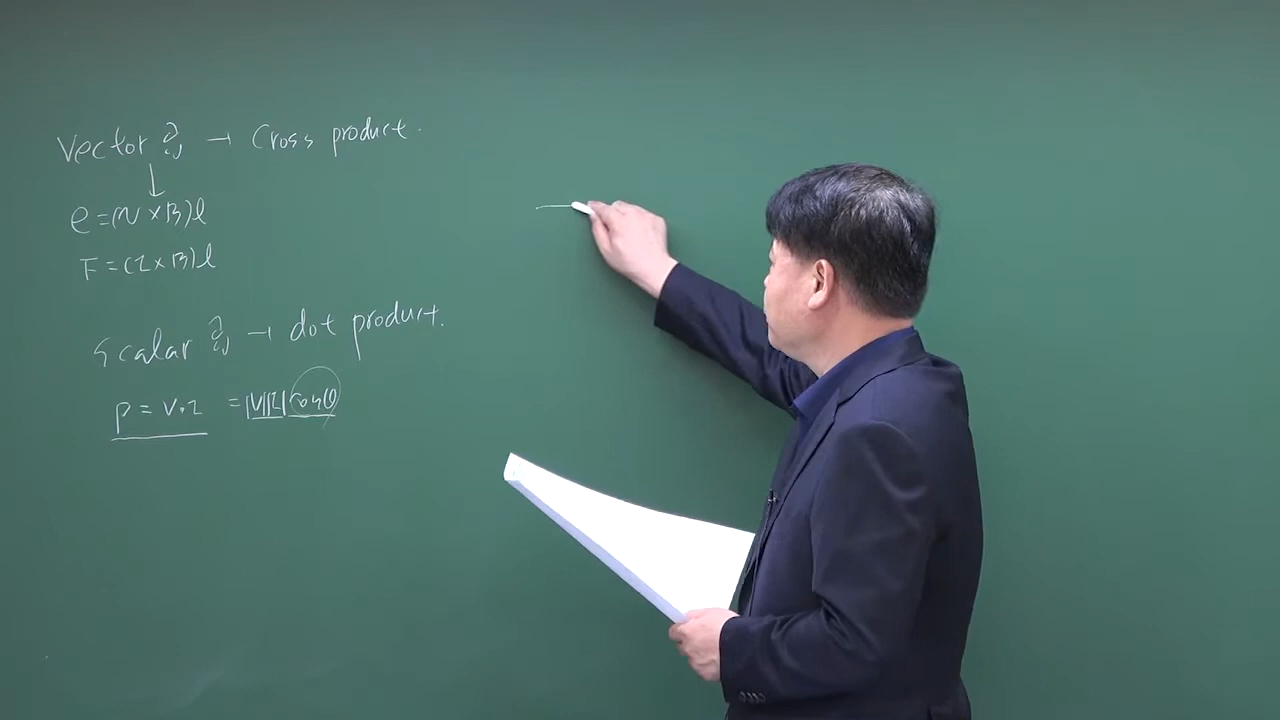 Vector 곱 → Cross product.
↓
e = (v × B)l
F = (I × B)l
Scalar 곱 → dot product.
P = V · I = |V||I| cosθ